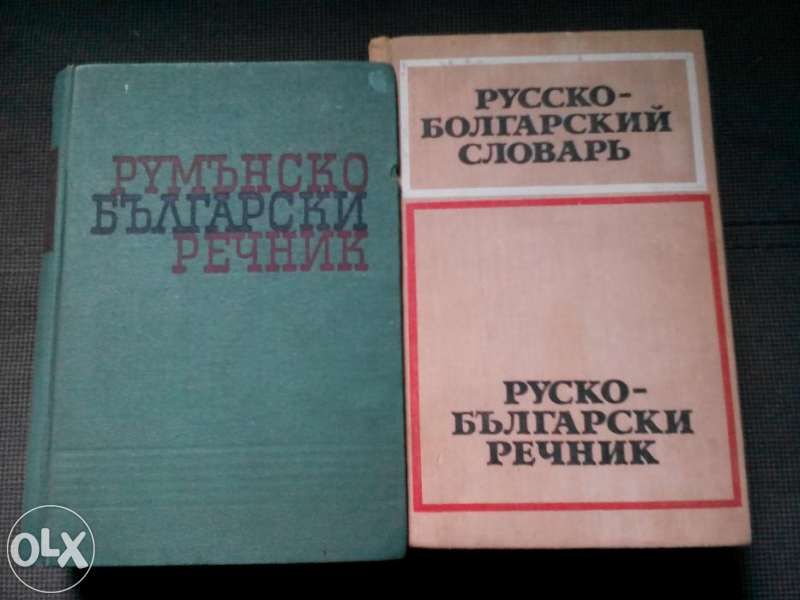 РУМЪНСКО
БЪЛГАРСКИ
РЕЧНИК
РУССКО-
БОЛГАРСКИЙ
СЛОВАРЬ
РУСКО-
БЪЛГАРСКИ
РЕЧНИК
OLX